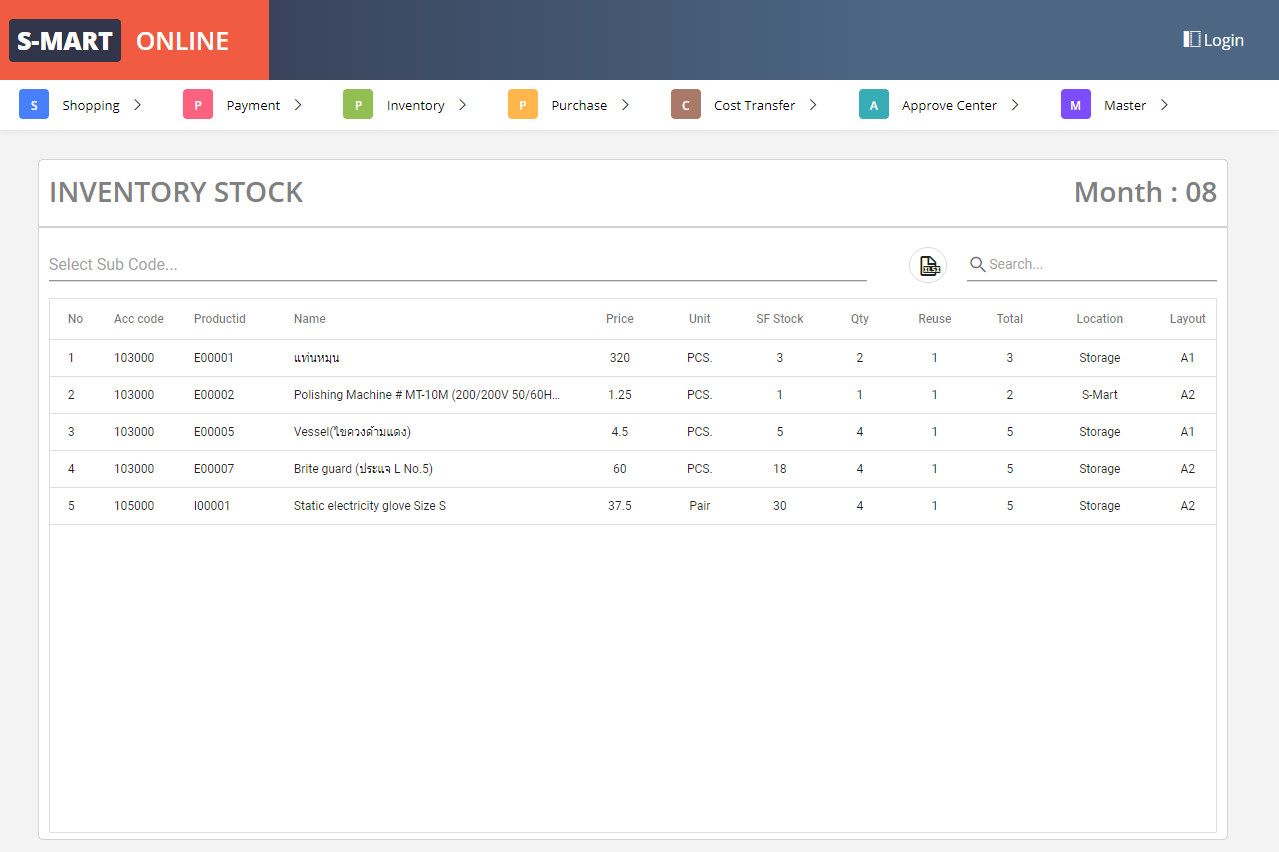 S-MART ONLINE
Login
S Shopping P Payment P Inventory P Purchase C Cost Transfer A Approve Center M Master
INVENTORY STOCK Month : 08
Select Sub Code... XLSX Search...
No Acc code Productid Name Price Unit SF Stock Qty Reuse Total Location Layout
1 103000 E00001 แท่นหมุน 320 PCS. 3 2 1 3 Storage A1
2 103000 E00002 Polishing Machine # MT-10M (200/200V 50/60H... 1.25 PCS. 1 1 1 2 S-Mart A2
3 103000 E00005 Vessel(ไขควงด้ามแดง) 4.5 PCS. 5 4 1 5 Storage A1
4 103000 E00007 Brite guard (ประแจ L No.5) 60 PCS. 18 4 1 5 Storage A2
5 105000 I00001 Static electricity glove Size S 37.5 Pair 30 4 1 5 Storage A2